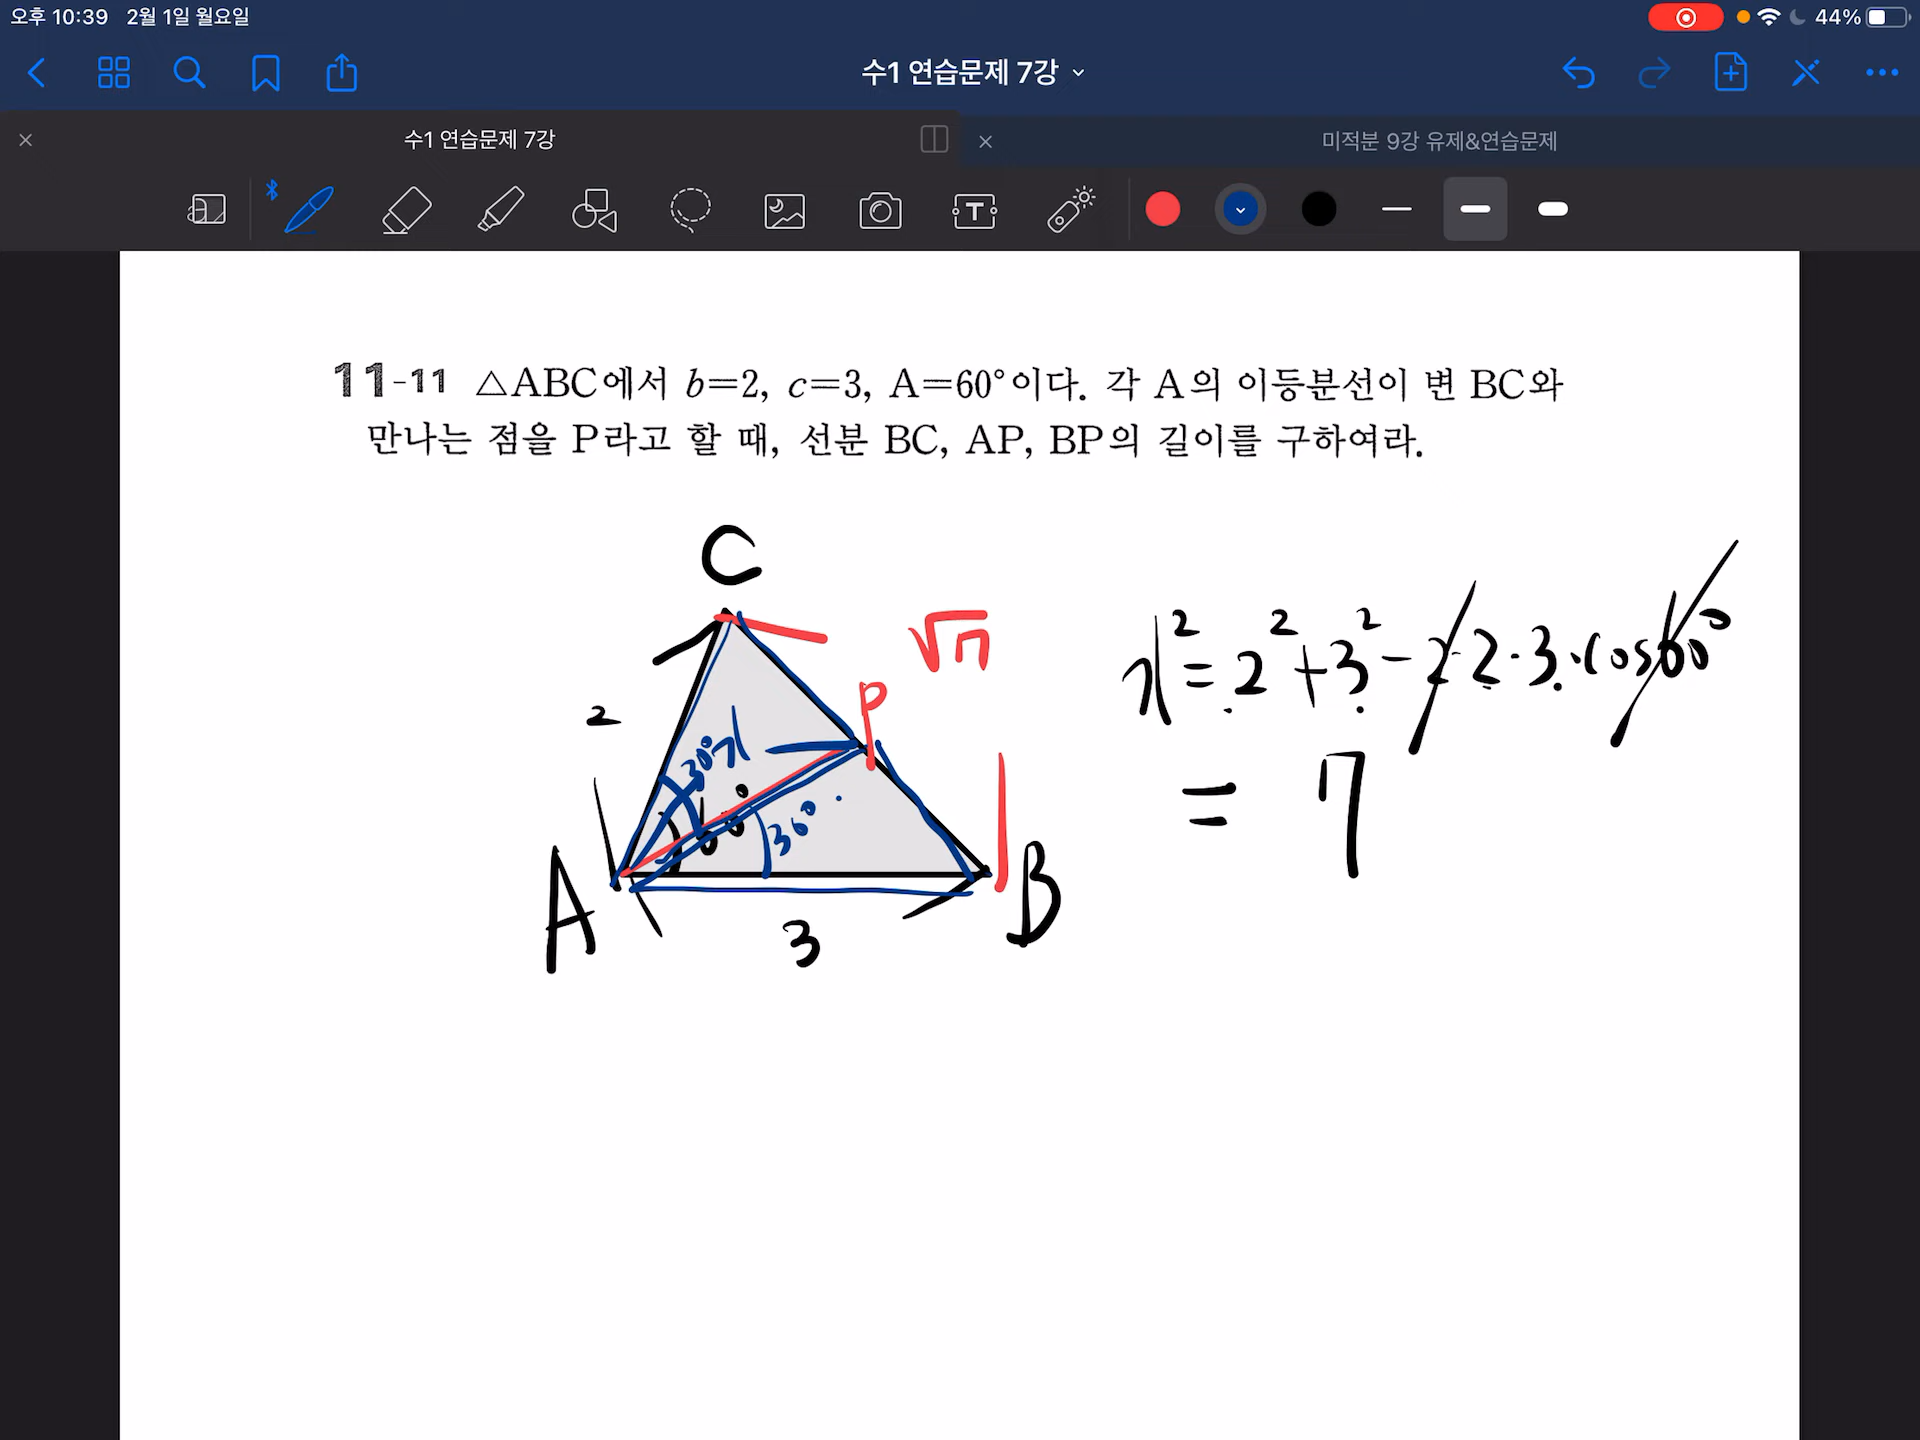 오후 10:39 2월 1일 월요일
44%
수1 연습문제 7강
수1 연습문제 7강
미적분 9강 유제&연습문제
11-11 △ABC에서 b=2, c=3, A=60°이다. 각 A의 이등분선이 변 BC와
만나는 점을 P라고 할 때, 선분 BC, AP, BP의 길이를 구하여라.
C
√7
P
2
30°
x
60°
30°
A
B
3
x²=2²+3²-2·2·3·cos60°
= 7